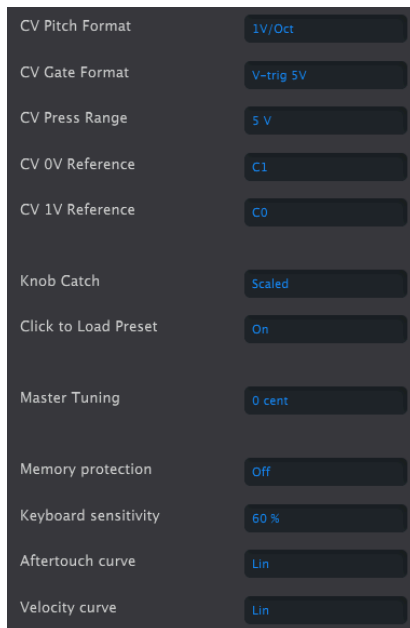 CV Pitch Format 1V/Oct
CV Gate Format V-trig 5V
CV Press Range 5 V
CV 0V Reference C1
CV 1V Reference C0
Knob Catch Scaled
Click to Load Preset On
Master Tuning 0 cent
Memory protection Off
Keyboard sensitivity 60 %
Aftertouch curve Lin
Velocity curve Lin